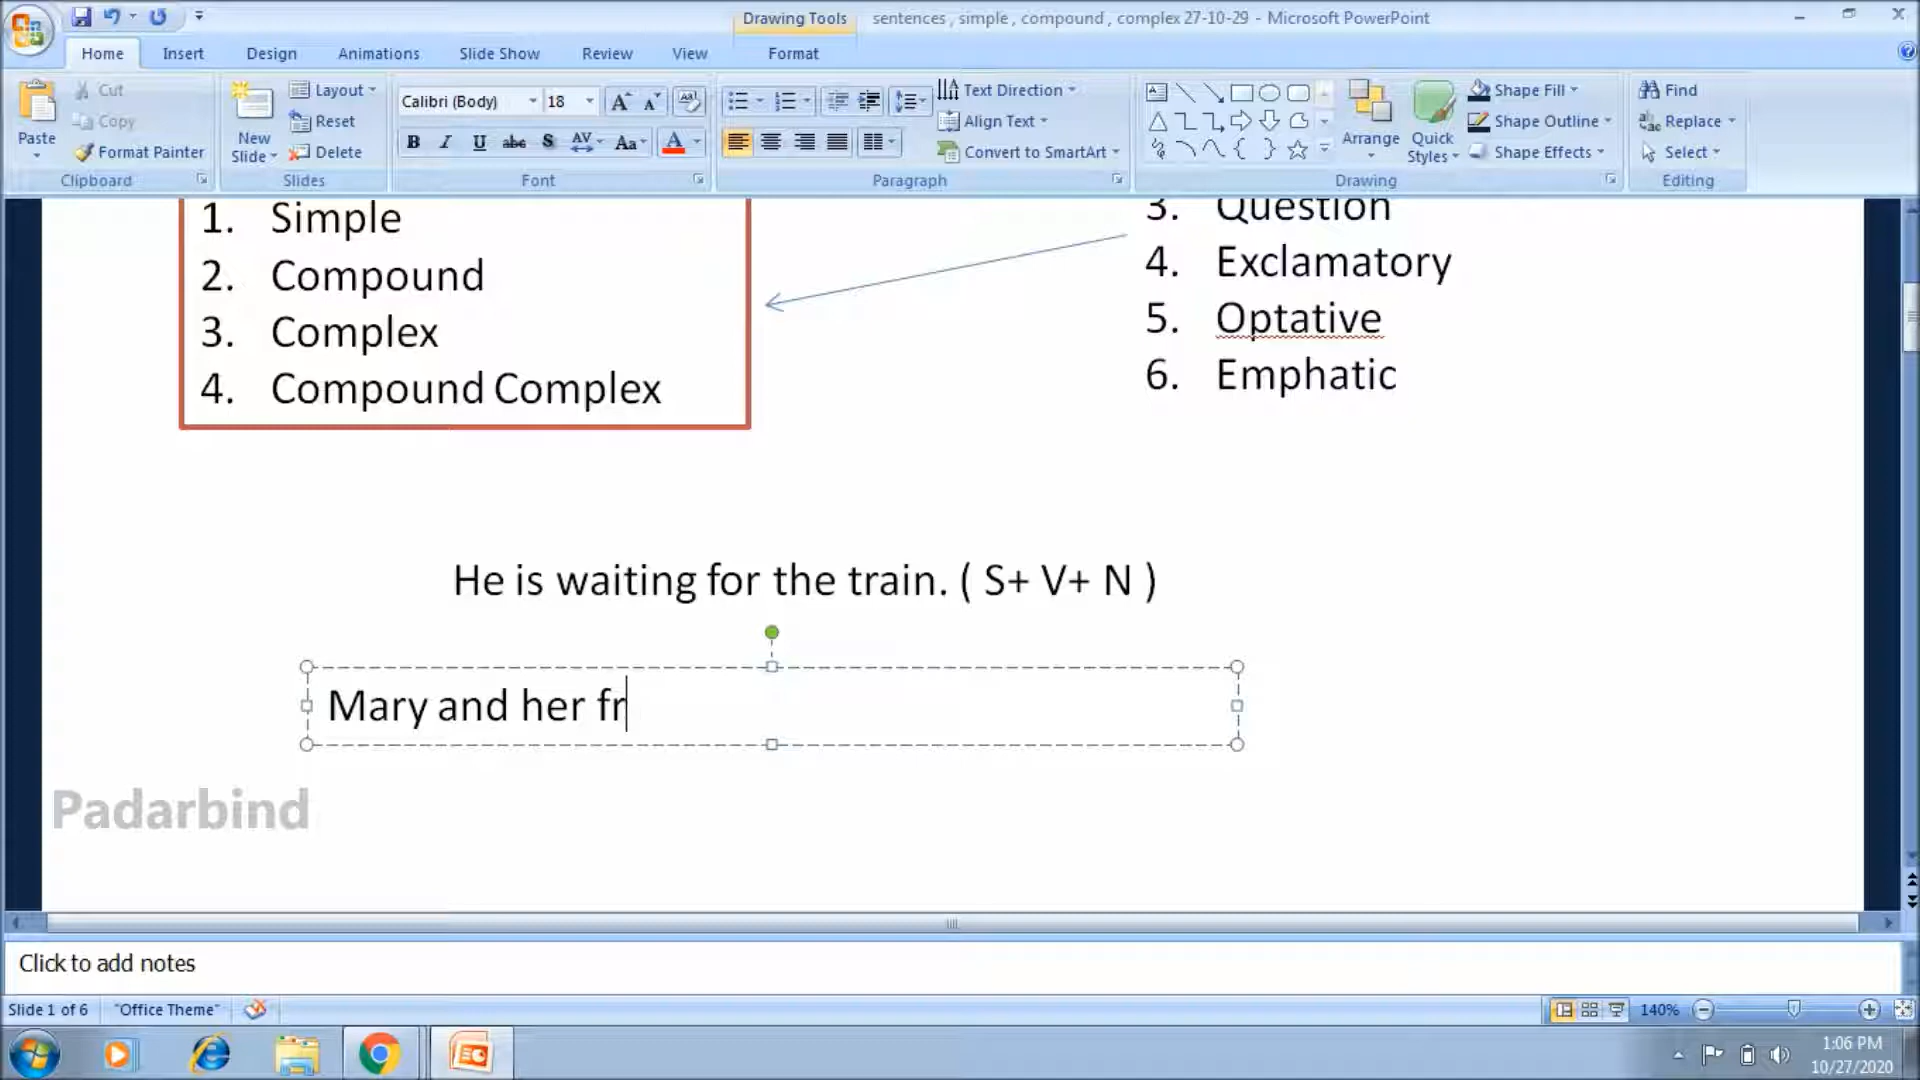 Drawing Tools
sentences , simple , compound , complex 27-10-29 - Microsoft PowerPoint
Home
Insert
Design
Animations
Slide Show
Review
View
Format
Paste
Cut
Copy
Format Painter
Clipboard
New
Slide
Layout
Reset
Delete
Slides
Calibri (Body)
18
Font
Text Direction
Align Text
Convert to SmartArt
Paragraph
Arrange
Quick
Styles
Shape Fill
Shape Outline
Shape Effects
Drawing
Find
Replace
Select
Editing
1. Simple
2. Compound
3. Complex
4. Compound Complex
3. Question
4. Exclamatory
5. Optative
6. Emphatic
He is waiting for the train. ( S+ V+ N )
Mary and her fr
Padarbind
Click to add notes
Slide 1 of 6
"Office Theme"
140%
1:06 PM
10/27/2020